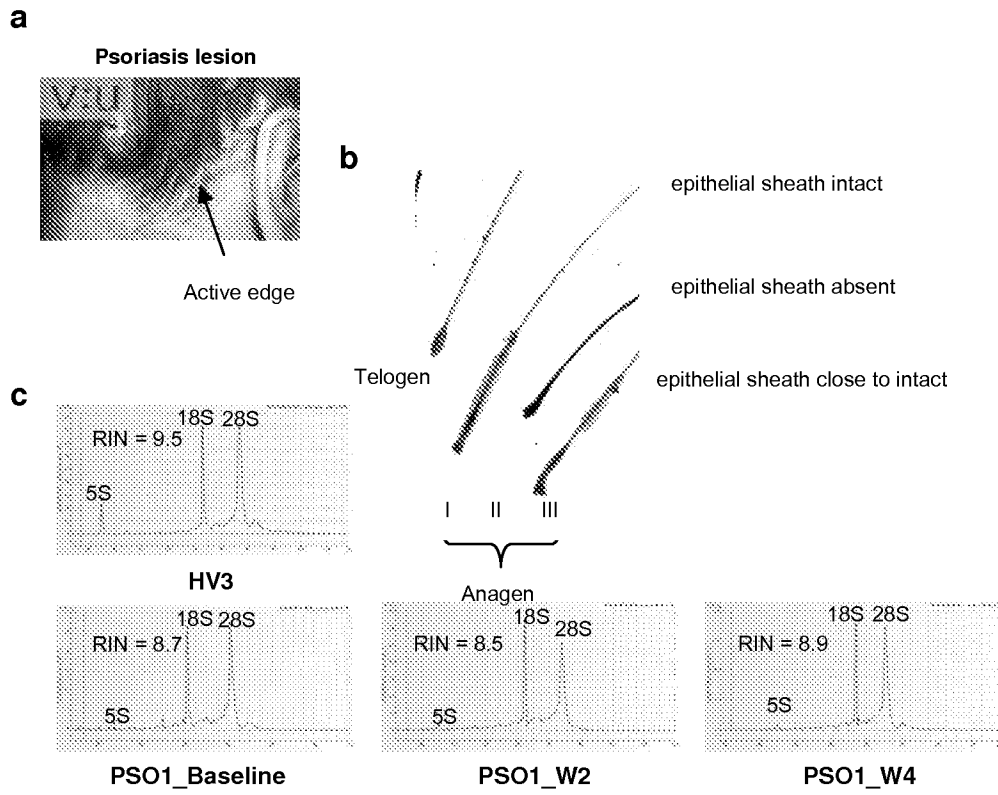 a
Psoriasis lesion
V:U
Active edge
b
epithelial sheath intact
epithelial sheath absent
epithelial sheath close to intact
Telogen
I II III
Anagen
c
18S 28S
RIN = 9.5
5S
HV3
18S 28S
RIN = 8.7
5S
PSO1_Baseline
18S
28S
RIN = 8.5
5S
PSO1_W2
18S 28S
RIN = 8.9
5S
PSO1_W4